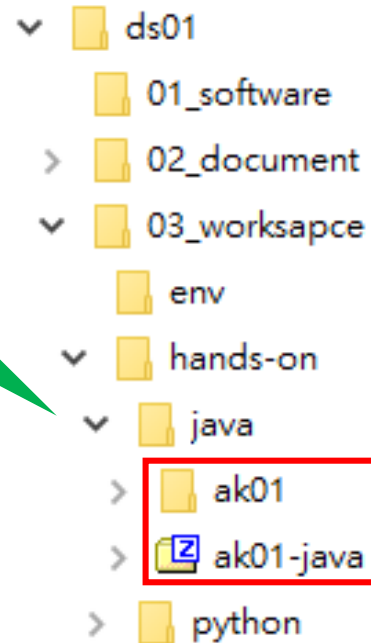 ds01
01_software
02_document
03_worksapce
env
hands-on
java
ak01
Z ak01-java
python